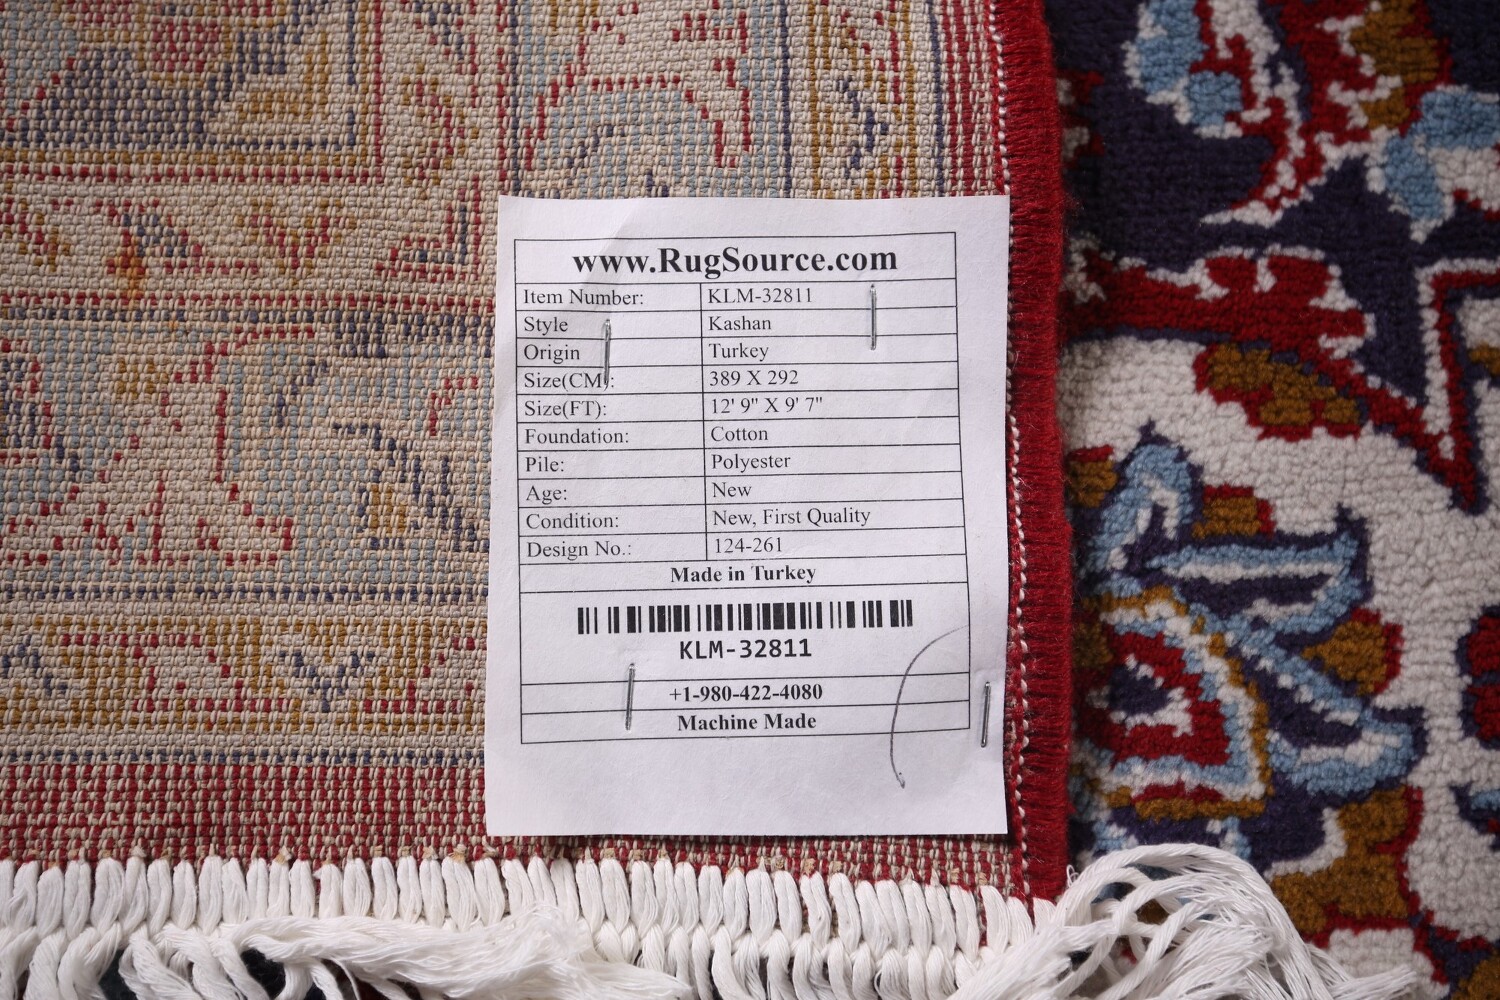 www.RugSource.com
Item Number: KLM-32811
Style Kashan
Origin Turkey
Size(CM): 389 X 292
Size(FT): 12' 9" X 9' 7"
Foundation: Cotton
Pile: Polyester
Age: New
Condition: New, First Quality
Design No.: 124-261
Made in Turkey
KLM-32811
+1-980-422-4080
Machine Made